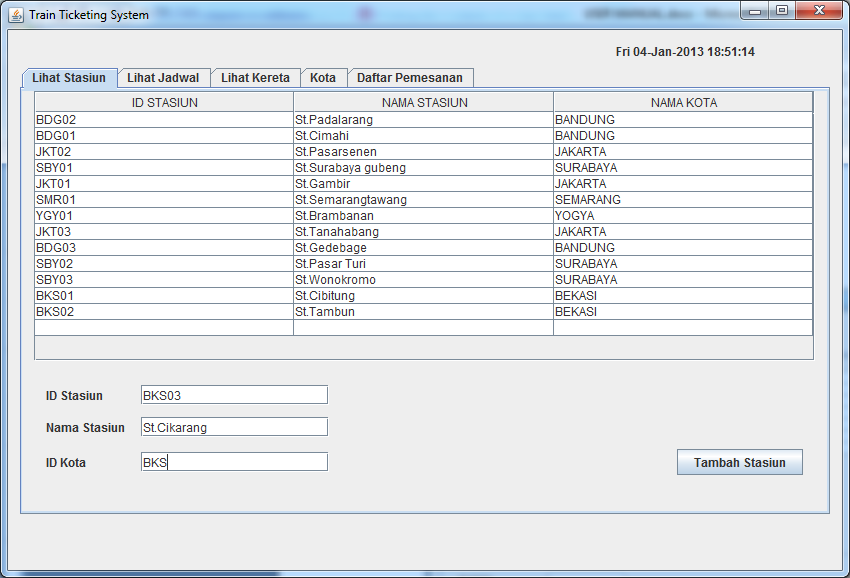 Train Ticketing System
Fri 04-Jan-2013 18:51:14
Lihat Stasiun Lihat Jadwal Lihat Kereta Kota Daftar Pemesanan
ID STASIUN NAMA STASIUN NAMA KOTA
BDG02 St.Padalarang BANDUNG
BDG01 St.Cimahi BANDUNG
JKT02 St.Pasarsenen JAKARTA
SBY01 St.Surabaya gubeng SURABAYA
JKT01 St.Gambir JAKARTA
SMR01 St.Semarangtawang SEMARANG
YGY01 St.Brambanan YOGYA
JKT03 St.Tanahabang JAKARTA
BDG03 St.Gedebage BANDUNG
SBY02 St.Pasar Turi SURABAYA
SBY03 St.Wonokromo SURABAYA
BKS01 St.Cibitung BEKASI
BKS02 St.Tambun BEKASI
ID Stasiun BKS03
Nama Stasiun St.Cikarang
ID Kota BKS
Tambah Stasiun